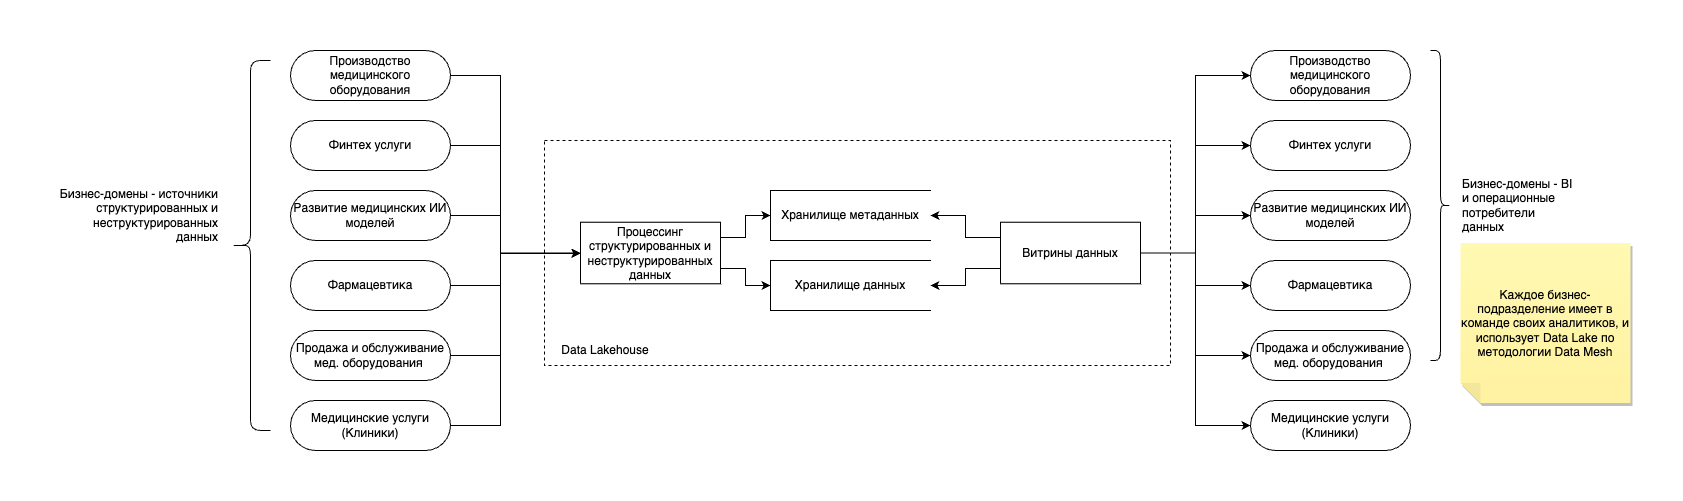 Бизнес-домены - источники
структурированных и
неструктурированных
данных
Производство
медицинского
оборудования
Финтех услуги
Развитие медицинских ИИ
моделей
Фармацевтика
Продажа и обслуживание
мед. оборудования
Медицинские услуги
(Клиники)
Процессинг
структурированных и
неструктурированных
данных
Хранилище метаданных
Хранилище данных
Витрины данных
Data Lakehouse
Производство
медицинского
оборудования
Финтех услуги
Развитие медицинских ИИ
моделей
Фармацевтика
Продажа и обслуживание
мед. оборудования
Медицинские услуги
(Клиники)
Бизнес-домены - BI
и операционные
потребители
данных
Каждое бизнес-
подразделение имеет в
команде своих аналитиков, и
использует Data Lake по
методологии Data Mesh